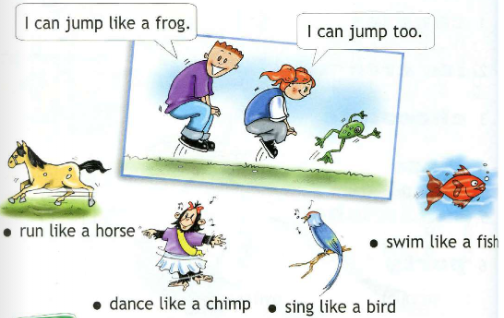 I can jump like a frog.
I can jump too.
● run like a horse
● swim like a fish
● dance like a chimp
● sing like a bird